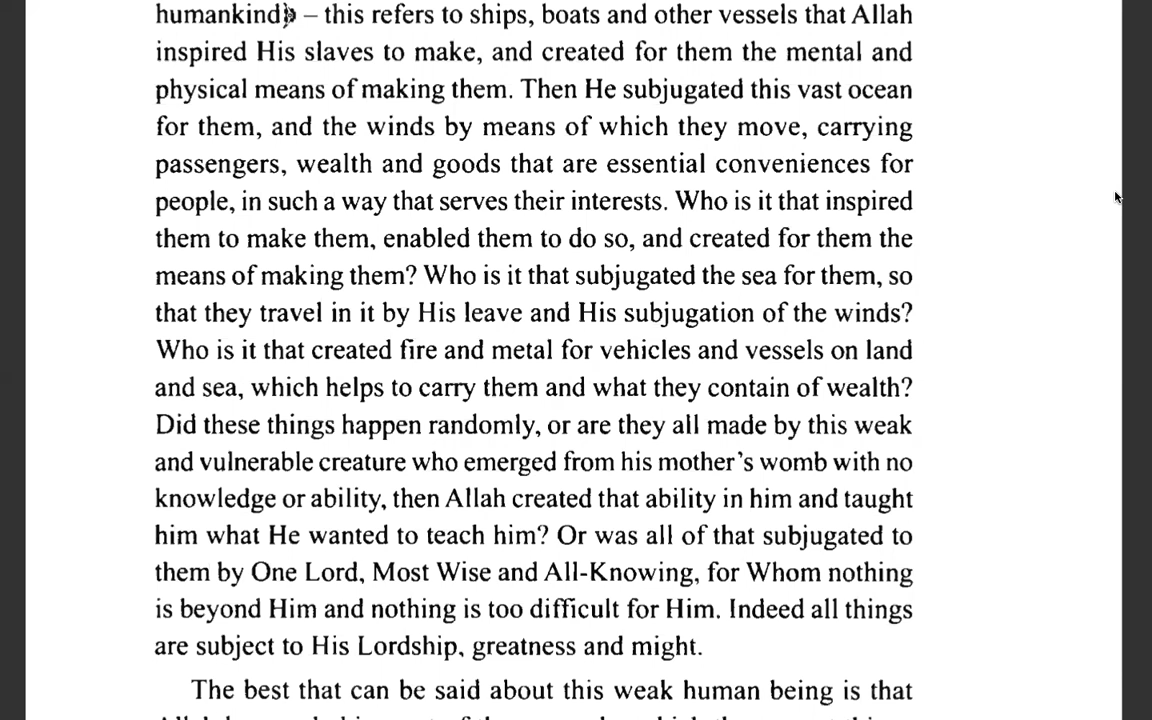 humankind﴿ – this refers to ships, boats and other vessels that Allah
inspired His slaves to make, and created for them the mental and
physical means of making them. Then He subjugated this vast ocean
for them, and the winds by means of which they move, carrying
passengers, wealth and goods that are essential conveniences for
people, in such a way that serves their interests. Who is it that inspired
them to make them, enabled them to do so, and created for them the
means of making them? Who is it that subjugated the sea for them, so
that they travel in it by His leave and His subjugation of the winds?
Who is it that created fire and metal for vehicles and vessels on land
and sea, which helps to carry them and what they contain of wealth?
Did these things happen randomly, or are they all made by this weak
and vulnerable creature who emerged from his mother's womb with no
knowledge or ability, then Allah created that ability in him and taught
him what He wanted to teach him? Or was all of that subjugated to
them by One Lord, Most Wise and All-Knowing, for Whom nothing
is beyond Him and nothing is too difficult for Him. Indeed all things
are subject to His Lordship, greatness and might.
The best that can be said about this weak human being is that